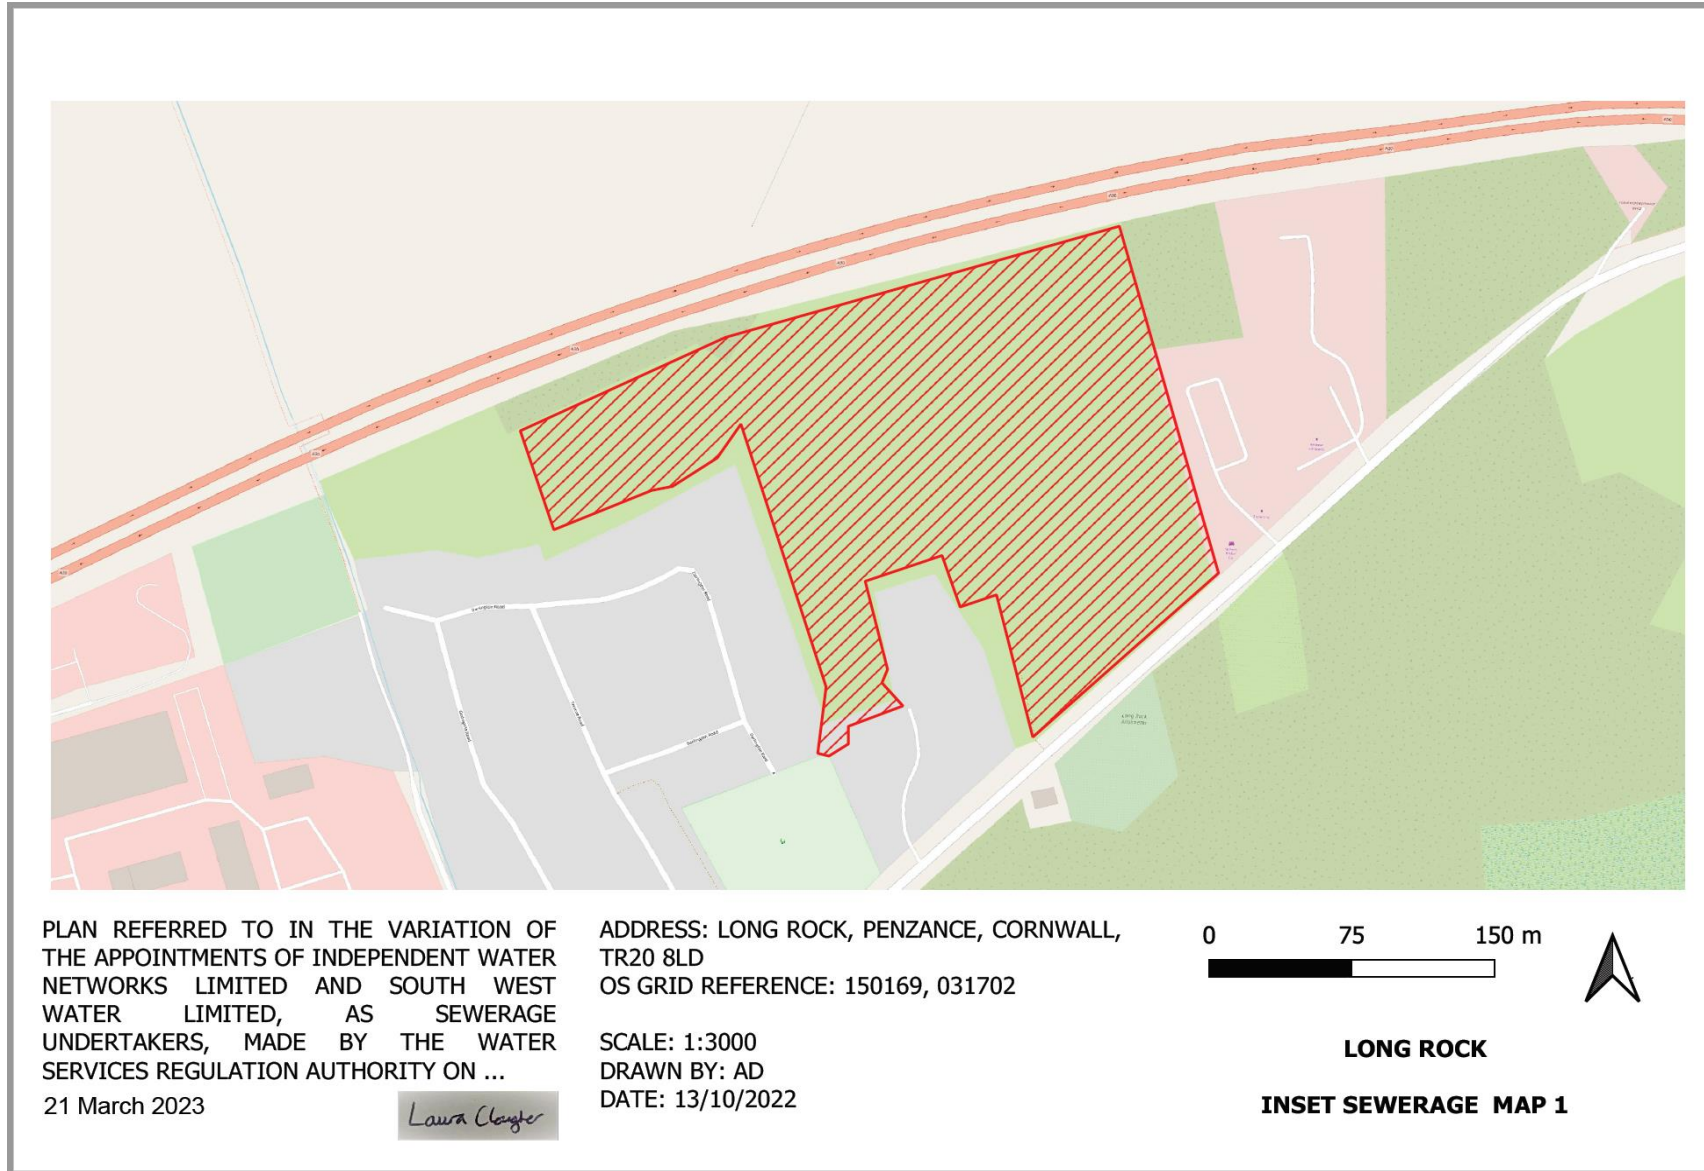 Long Rock
PLAN REFERRED TO IN THE VARIATION OF
THE APPOINTMENTS OF INDEPENDENT WATER
NETWORKS LIMITED AND SOUTH WEST
WATER LIMITED, AS SEWERAGE
UNDERTAKERS, MADE BY THE WATER
SERVICES REGULATION AUTHORITY ON ...
21 March 2023
Laura
ADDRESS: LONG ROCK, PENZANCE, CORNWALL,
TR20 8LD
OS GRID REFERENCE: 150169, 031702
SCALE: 1:3000
DRAWN BY: AD
DATE: 13/10/2022
0 75 150 m
LONG ROCK
INSET SEWERAGE MAP 1